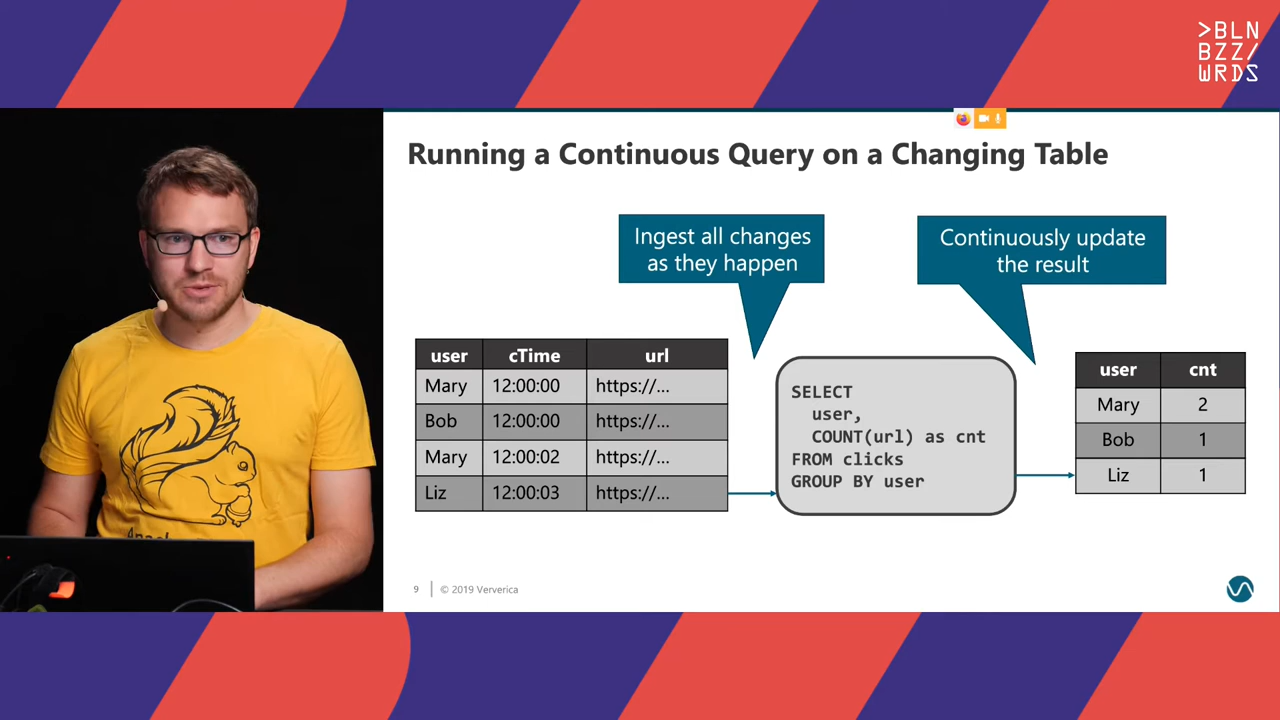 >BLN
BZZ/
WRDS
Running a Continuous Query on a Changing Table
Ingest all changes
as they happen
Continuously update
the result
user cTime url
Mary 12:00:00 https://...
Bob 12:00:00 https://...
Mary 12:00:02 https://...
Liz 12:00:03 https://...
SELECT
user,
COUNT(url) as cnt
FROM clicks
GROUP BY user
user cnt
Mary 2
Bob 1
Liz 1
9 © 2019 Ververica